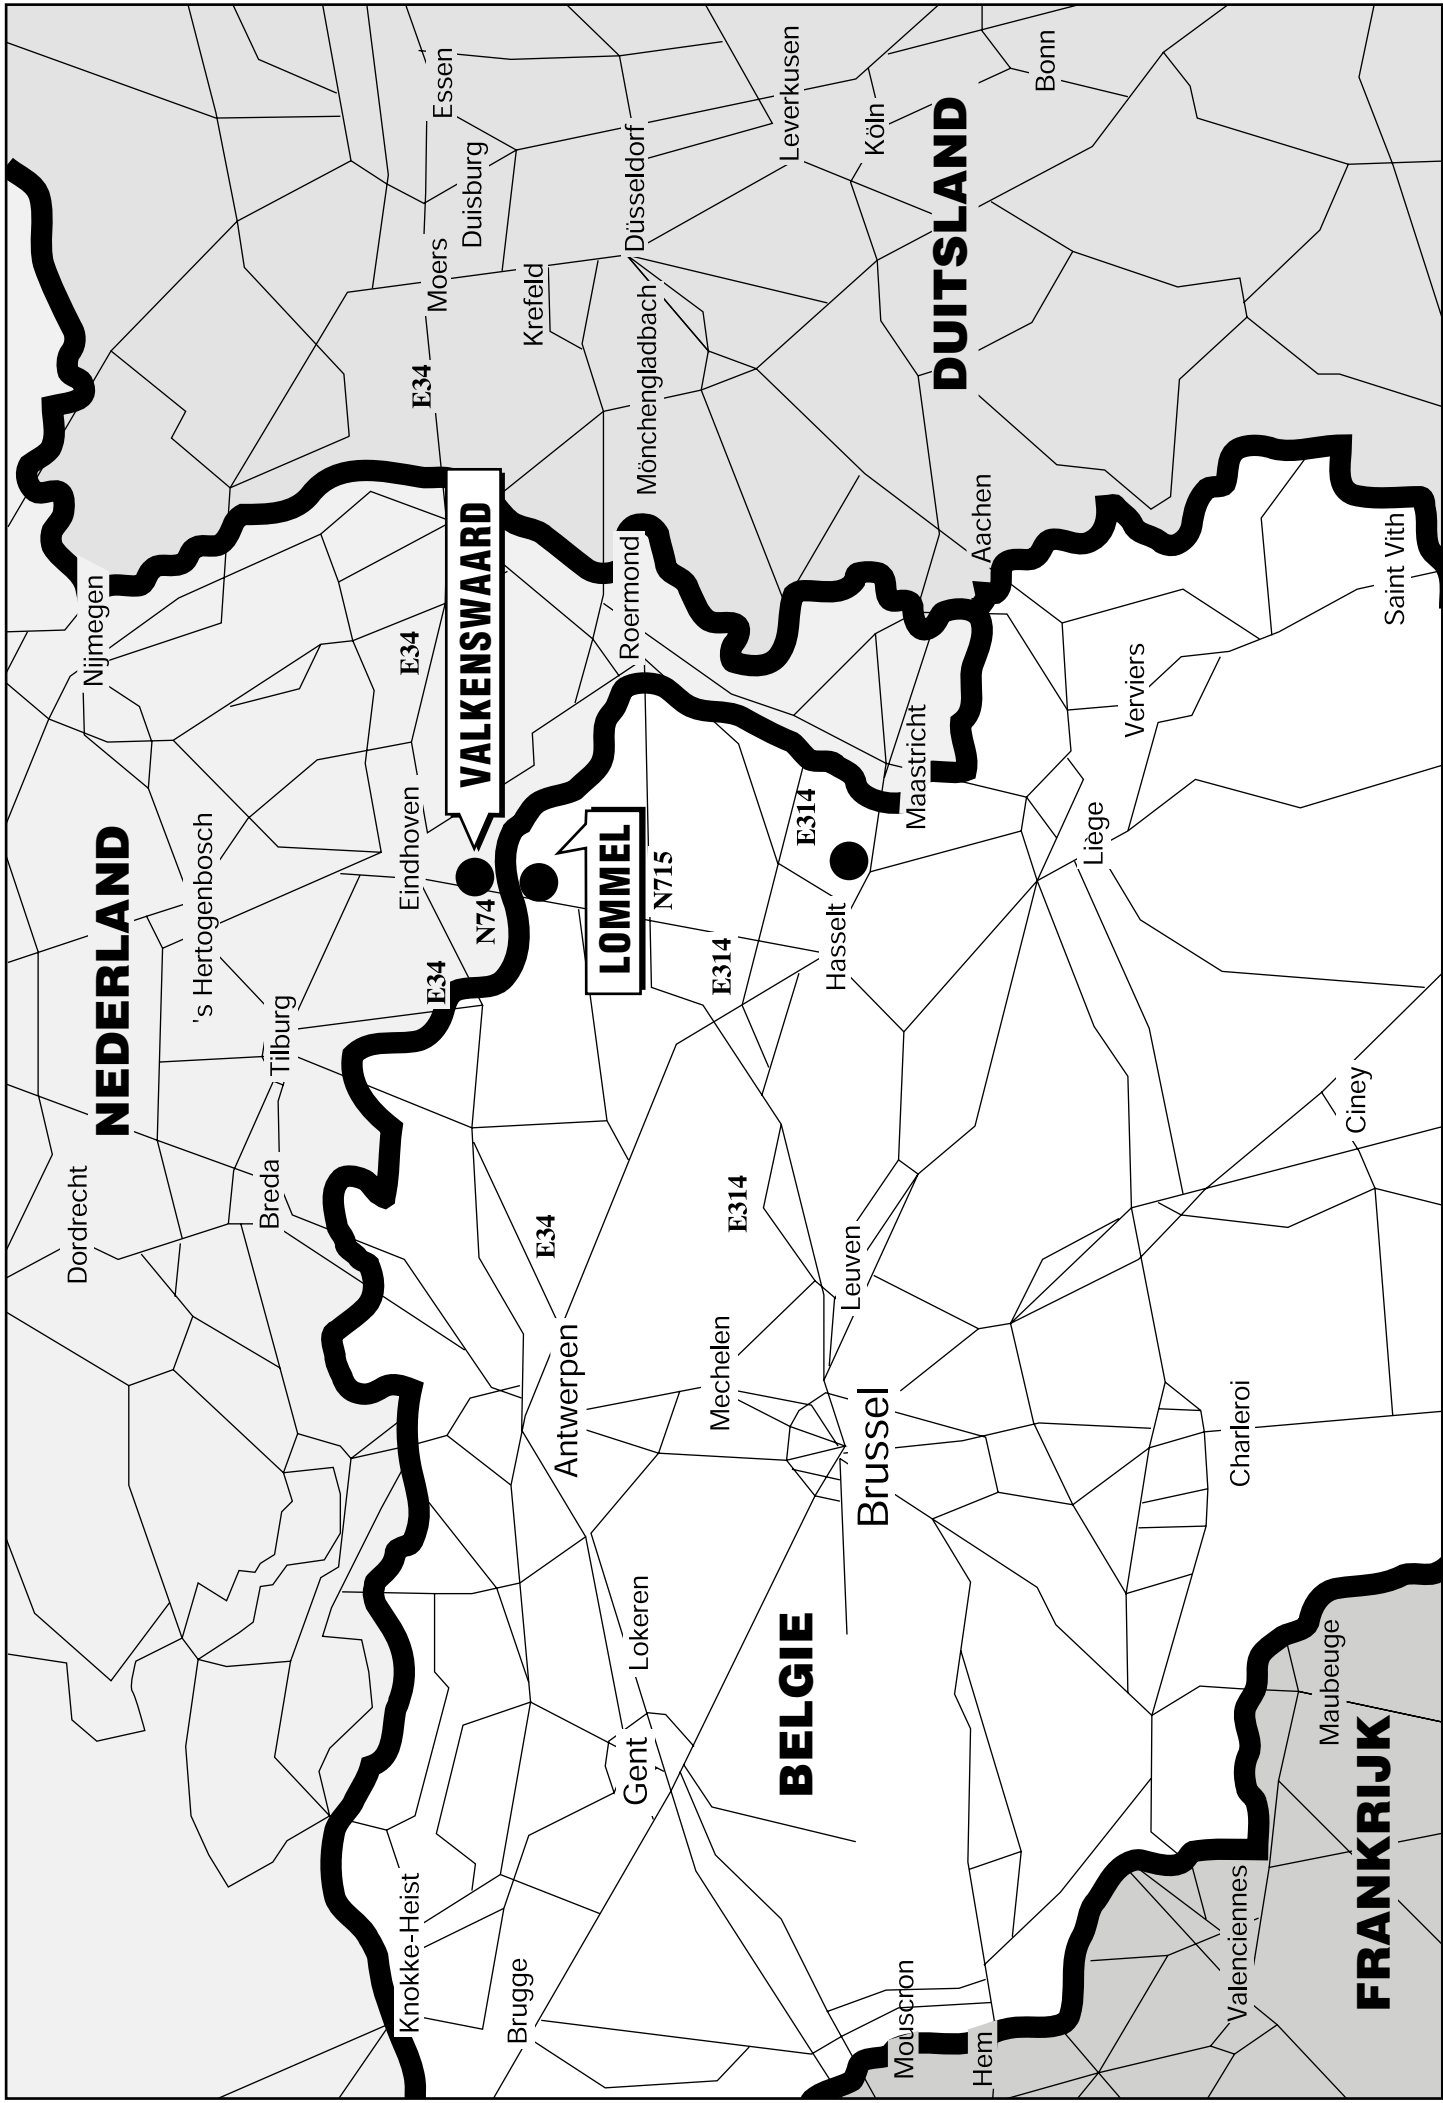 Dordrecht
NEDERLAND
Nijmegen
's Hertogenbosch
Breda
Tilburg
Eindhoven
E34
E34
E34
Moers
Essen
Duisburg
Krefeld
Düsseldorf
Mönchengladbach
Leverkusen
Köln
Bonn
DUITSLAND
VALKENSWAARD
N74
LOMMEL
N715
Roermond
Knokke-Heist
Brugge
E34
Antwerpen
Lokeren
Gent
Mechelen
E314
E314
E314
Hasselt
Leuven
Brussel
BELGIE
Maastricht
Aachen
Mouscron
Hem
Liège
Verviers
Charleroi
Ciney
Saint Vith
Valenciennes
Maubeuge
FRANKRIJK